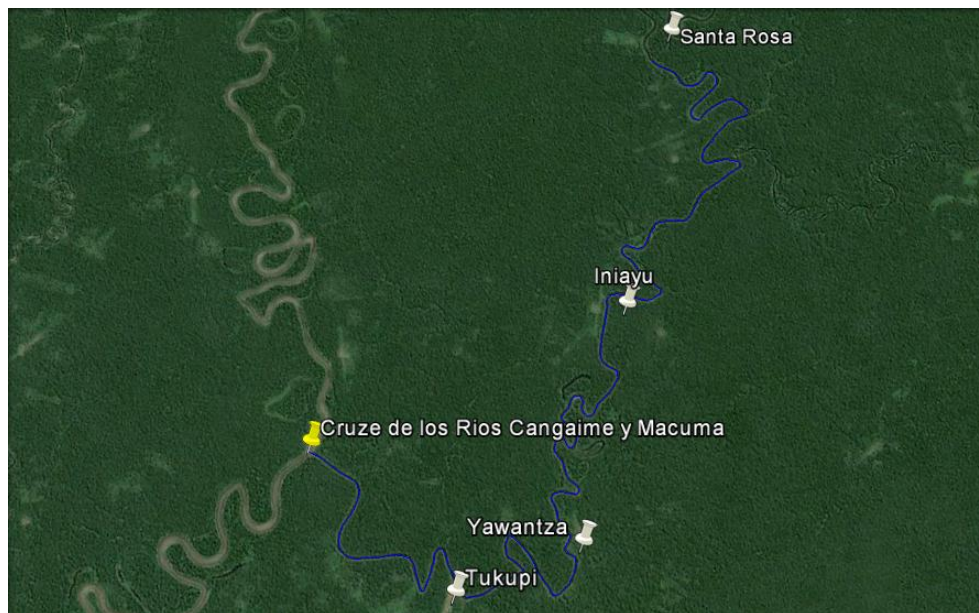 Santa Rosa
Iniayu
Cruze de los Rios Cangaime y Macuma
Yawantza
Tukupi